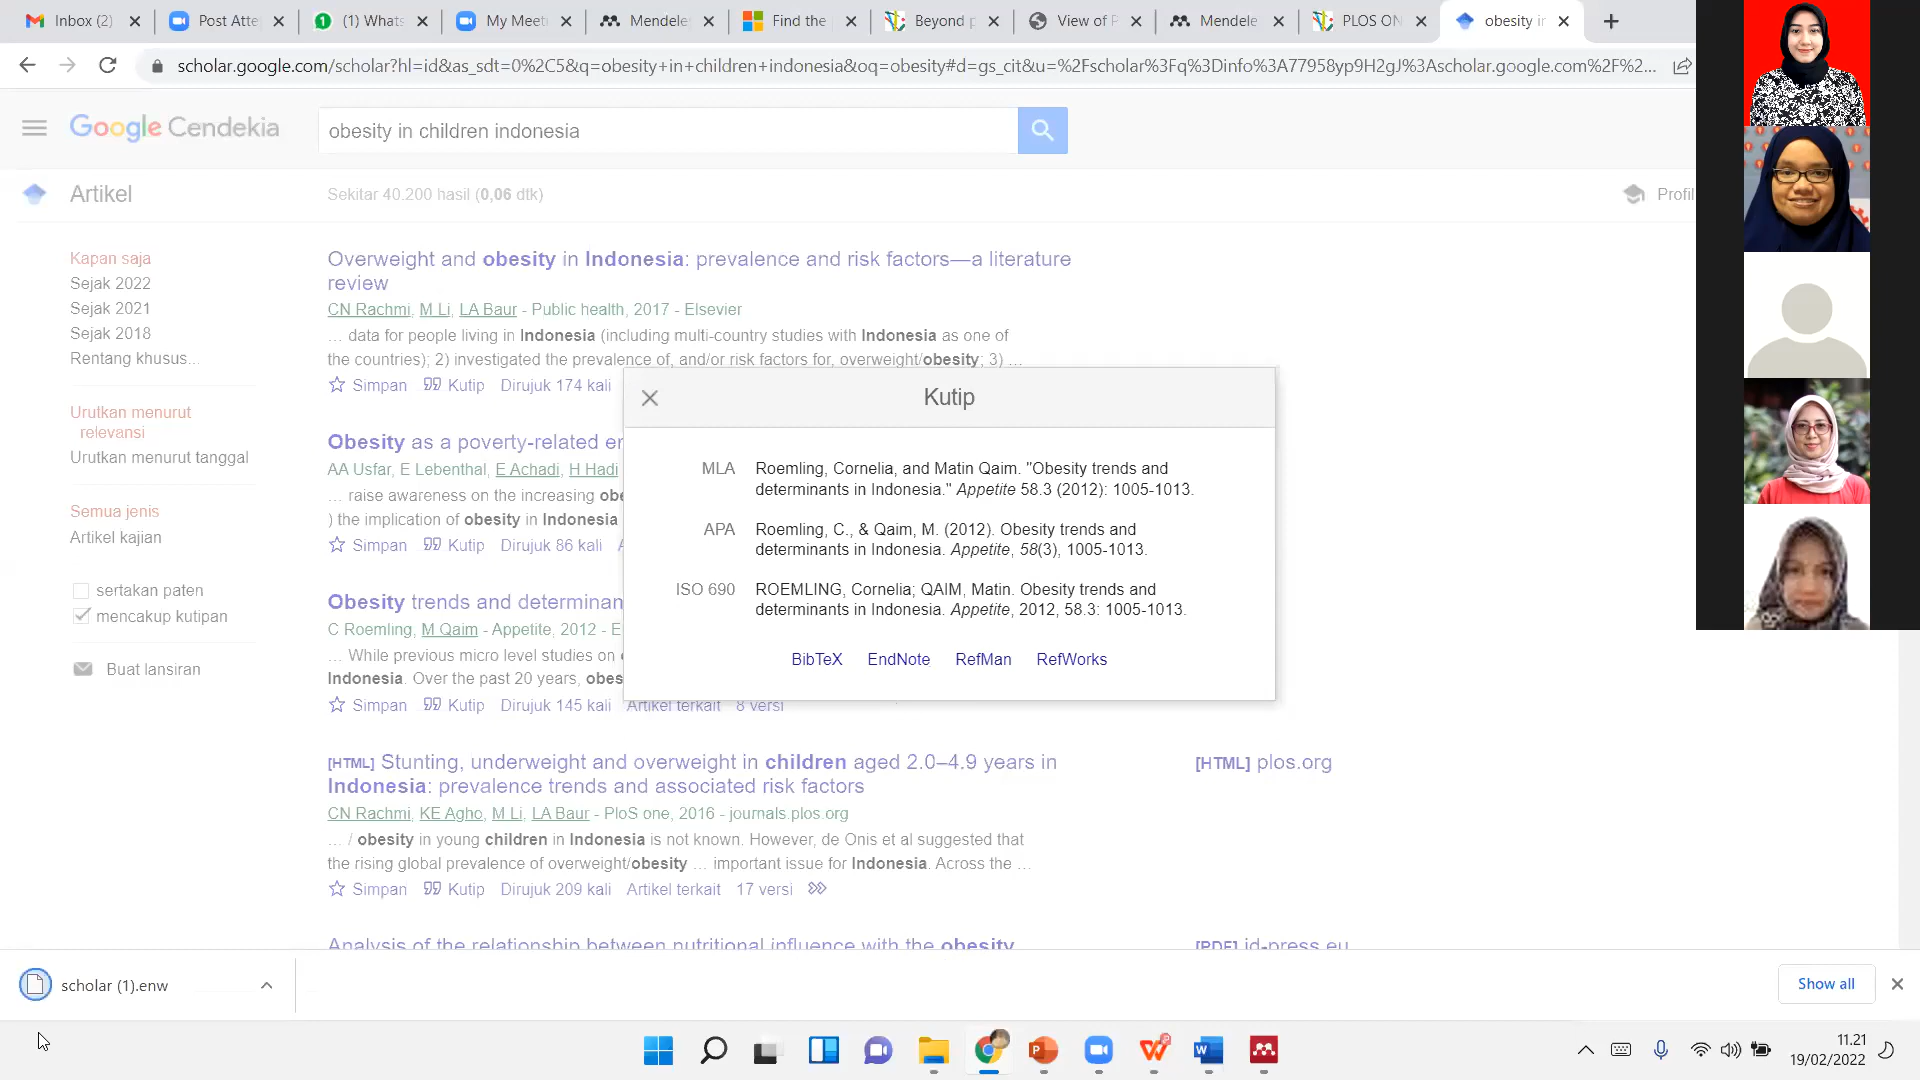 Inbox (2)
Post Atte
(1) Whats
My Meeti
Mendele
Find the
Beyond p
View of P
Mendele
PLOS ON
obesity in
scholar.google.com/scholar?hl=id&as_sdt=0%2C5&q=obesity+in+children+indonesia&oq=obesity#d=gs_cit&u=%2Fscholar%3Fq%3Dinfo%3A77958yp9H2gJ%3Ascholar.google.com%2F%2...
Google Cendekia
obesity in children indonesia
Artikel
Sekitar 40.200 hasil (0,06 dtk)
Profil
Kapan saja
Sejak 2022
Sejak 2021
Sejak 2018
Rentang khusus...
Urutkan menurut
relevansi
Urutkan menurut tanggal
Semua jenis
Artikel kajian
sertakan paten
mencakup kutipan
Buat lansiran
Overweight and obesity in Indonesia: prevalence and risk factors—a literature
review
CN Rachmi, M Li, LA Baur - Public health, 2017 - Elsevier
… data for people living in Indonesia (including multi-country studies with Indonesia as one of
the countries); 2) investigated the prevalence of, and/or risk factors for, overweight/obesity; 3) …
Simpan Kutip Dirujuk 174 kali
Obesity as a poverty-related em
AA Usfar, E Lebenthal, E Achadi, H Hadi
… raise awareness on the increasing obe
) the implication of obesity in Indonesia
Simpan Kutip Dirujuk 86 kali A
Obesity trends and determinan
C Roemling, M Qaim - Appetite, 2012 - E
… While previous micro level studies on o
Indonesia. Over the past 20 years, obes
Simpan Kutip Dirujuk 145 kali Artikel terkait 8 versi
[HTML] Stunting, underweight and overweight in children aged 2.0–4.9 years in
Indonesia: prevalence trends and associated risk factors
CN Rachmi, KE Agho, M Li, LA Baur - PloS one, 2016 - journals.plos.org
… / obesity in young children in Indonesia is not known. However, de Onis et al suggested that
the rising global prevalence of overweight/obesity … important issue for Indonesia. Across the …
Simpan Kutip Dirujuk 209 kali Artikel terkait 17 versi
[HTML] plos.org
Analysis of the relationship between nutritional influence with the obesity
[PDF] id-press.eu
Kutip
MLA
Roemling, Cornelia, and Matin Qaim. "Obesity trends and
determinants in Indonesia." Appetite 58.3 (2012): 1005-1013.
APA
Roemling, C., & Qaim, M. (2012). Obesity trends and
determinants in Indonesia. Appetite, 58(3), 1005-1013.
ISO 690
ROEMLING, Cornelia; QAIM, Matin. Obesity trends and
determinants in Indonesia. Appetite, 2012, 58.3: 1005-1013.
BibTeX EndNote RefMan RefWorks
scholar (1).enw
Show all
11.21
19/02/2022